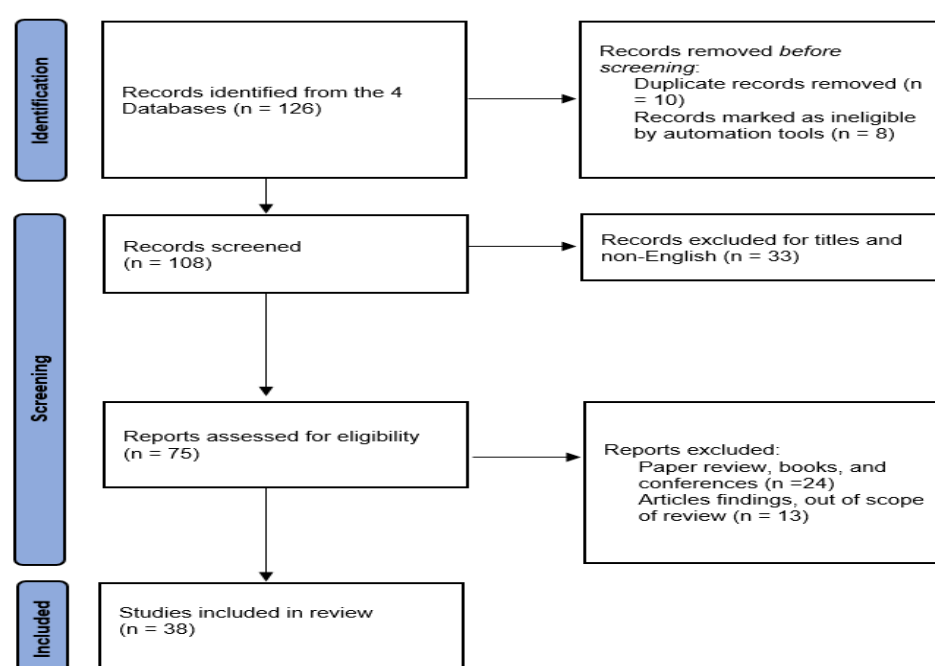 Identification
Records identified from the 4
Databases (n = 126)
Records removed before
screening:
Duplicate records removed (n
= 10)
Records marked as ineligible
by automation tools (n = 8)
Screening
Records screened
(n = 108)
Records excluded for titles and
non-English (n = 33)
Reports assessed for eligibility
(n = 75)
Reports excluded:
Paper review, books, and
conferences (n =24)
Articles findings, out of scope
of review (n = 13)
Included
Studies included in review
(n = 38)